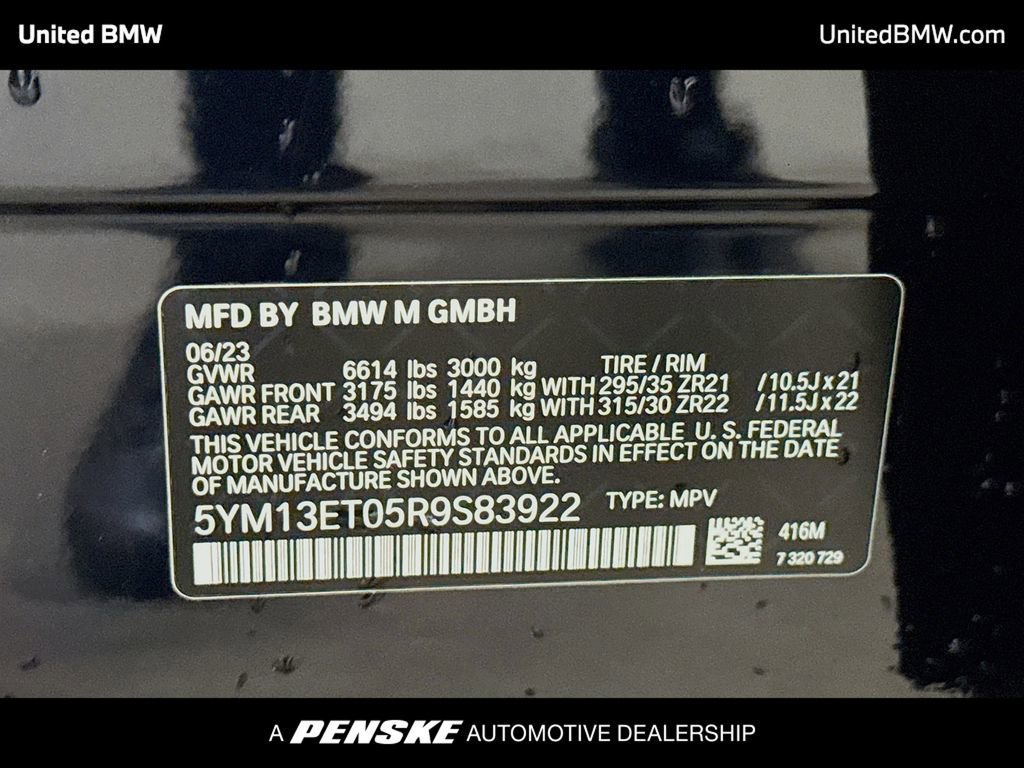 United BMW
UnitedBMW.com
MFD BY BMW M GMBH
06/23
GVWR 6614 lbs 3000 kg TIRE / RIM
GAWR FRONT 3175 lbs 1440 kg WITH 295/35 ZR21 /10.5J x 21
GAWR REAR 3494 lbs 1585 kg WITH 315/30 ZR22 /11.5J x 22
THIS VEHICLE CONFORMS TO ALL APPLICABLE U. S. FEDERAL
MOTOR VEHICLE SAFETY STANDARDS IN EFFECT ON THE DATE
OF MANUFACTURE SHOWN ABOVE.
5YM13ET05R9S83922 TYPE: MPV
416M
7 320 729
A PENSKE AUTOMOTIVE DEALERSHIP